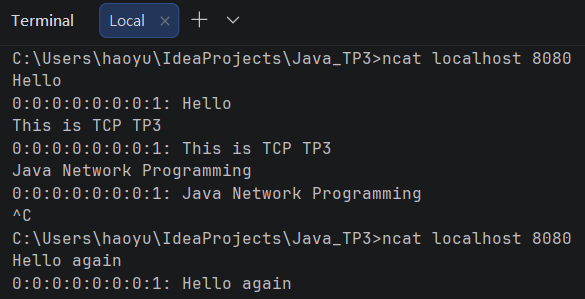 Terminal Local
C:\Users\haoyu\IdeaProjects\Java_TP3>ncat localhost 8080
Hello
0:0:0:0:0:0:0:1: Hello
This is TCP TP3
0:0:0:0:0:0:0:1: This is TCP TP3
Java Network Programming
0:0:0:0:0:0:0:1: Java Network Programming
^C
C:\Users\haoyu\IdeaProjects\Java_TP3>ncat localhost 8080
Hello again
0:0:0:0:0:0:0:1: Hello again